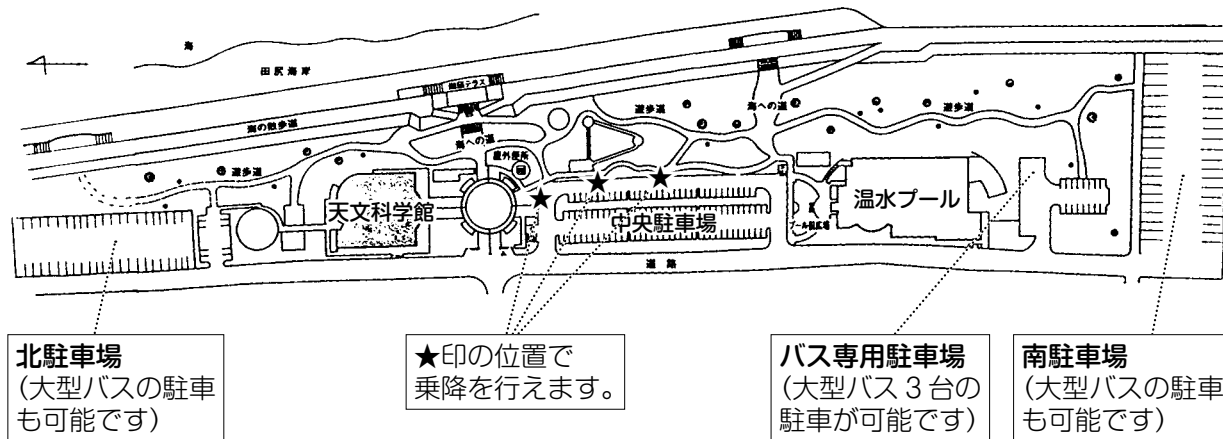 海
田尻海岸
海の散歩道
遊歩道
海への道
屋外便所
遊歩道
海への道
遊歩道
天文科学館
中央駐車場
温水プール
道路
北駐車場
(大型バスの駐車
も可能です)
★印の位置で
乗降を行えます。
バス専用駐車場
(大型バス3台の
駐車が可能です)
南駐車場
(大型バスの駐車
も可能です)